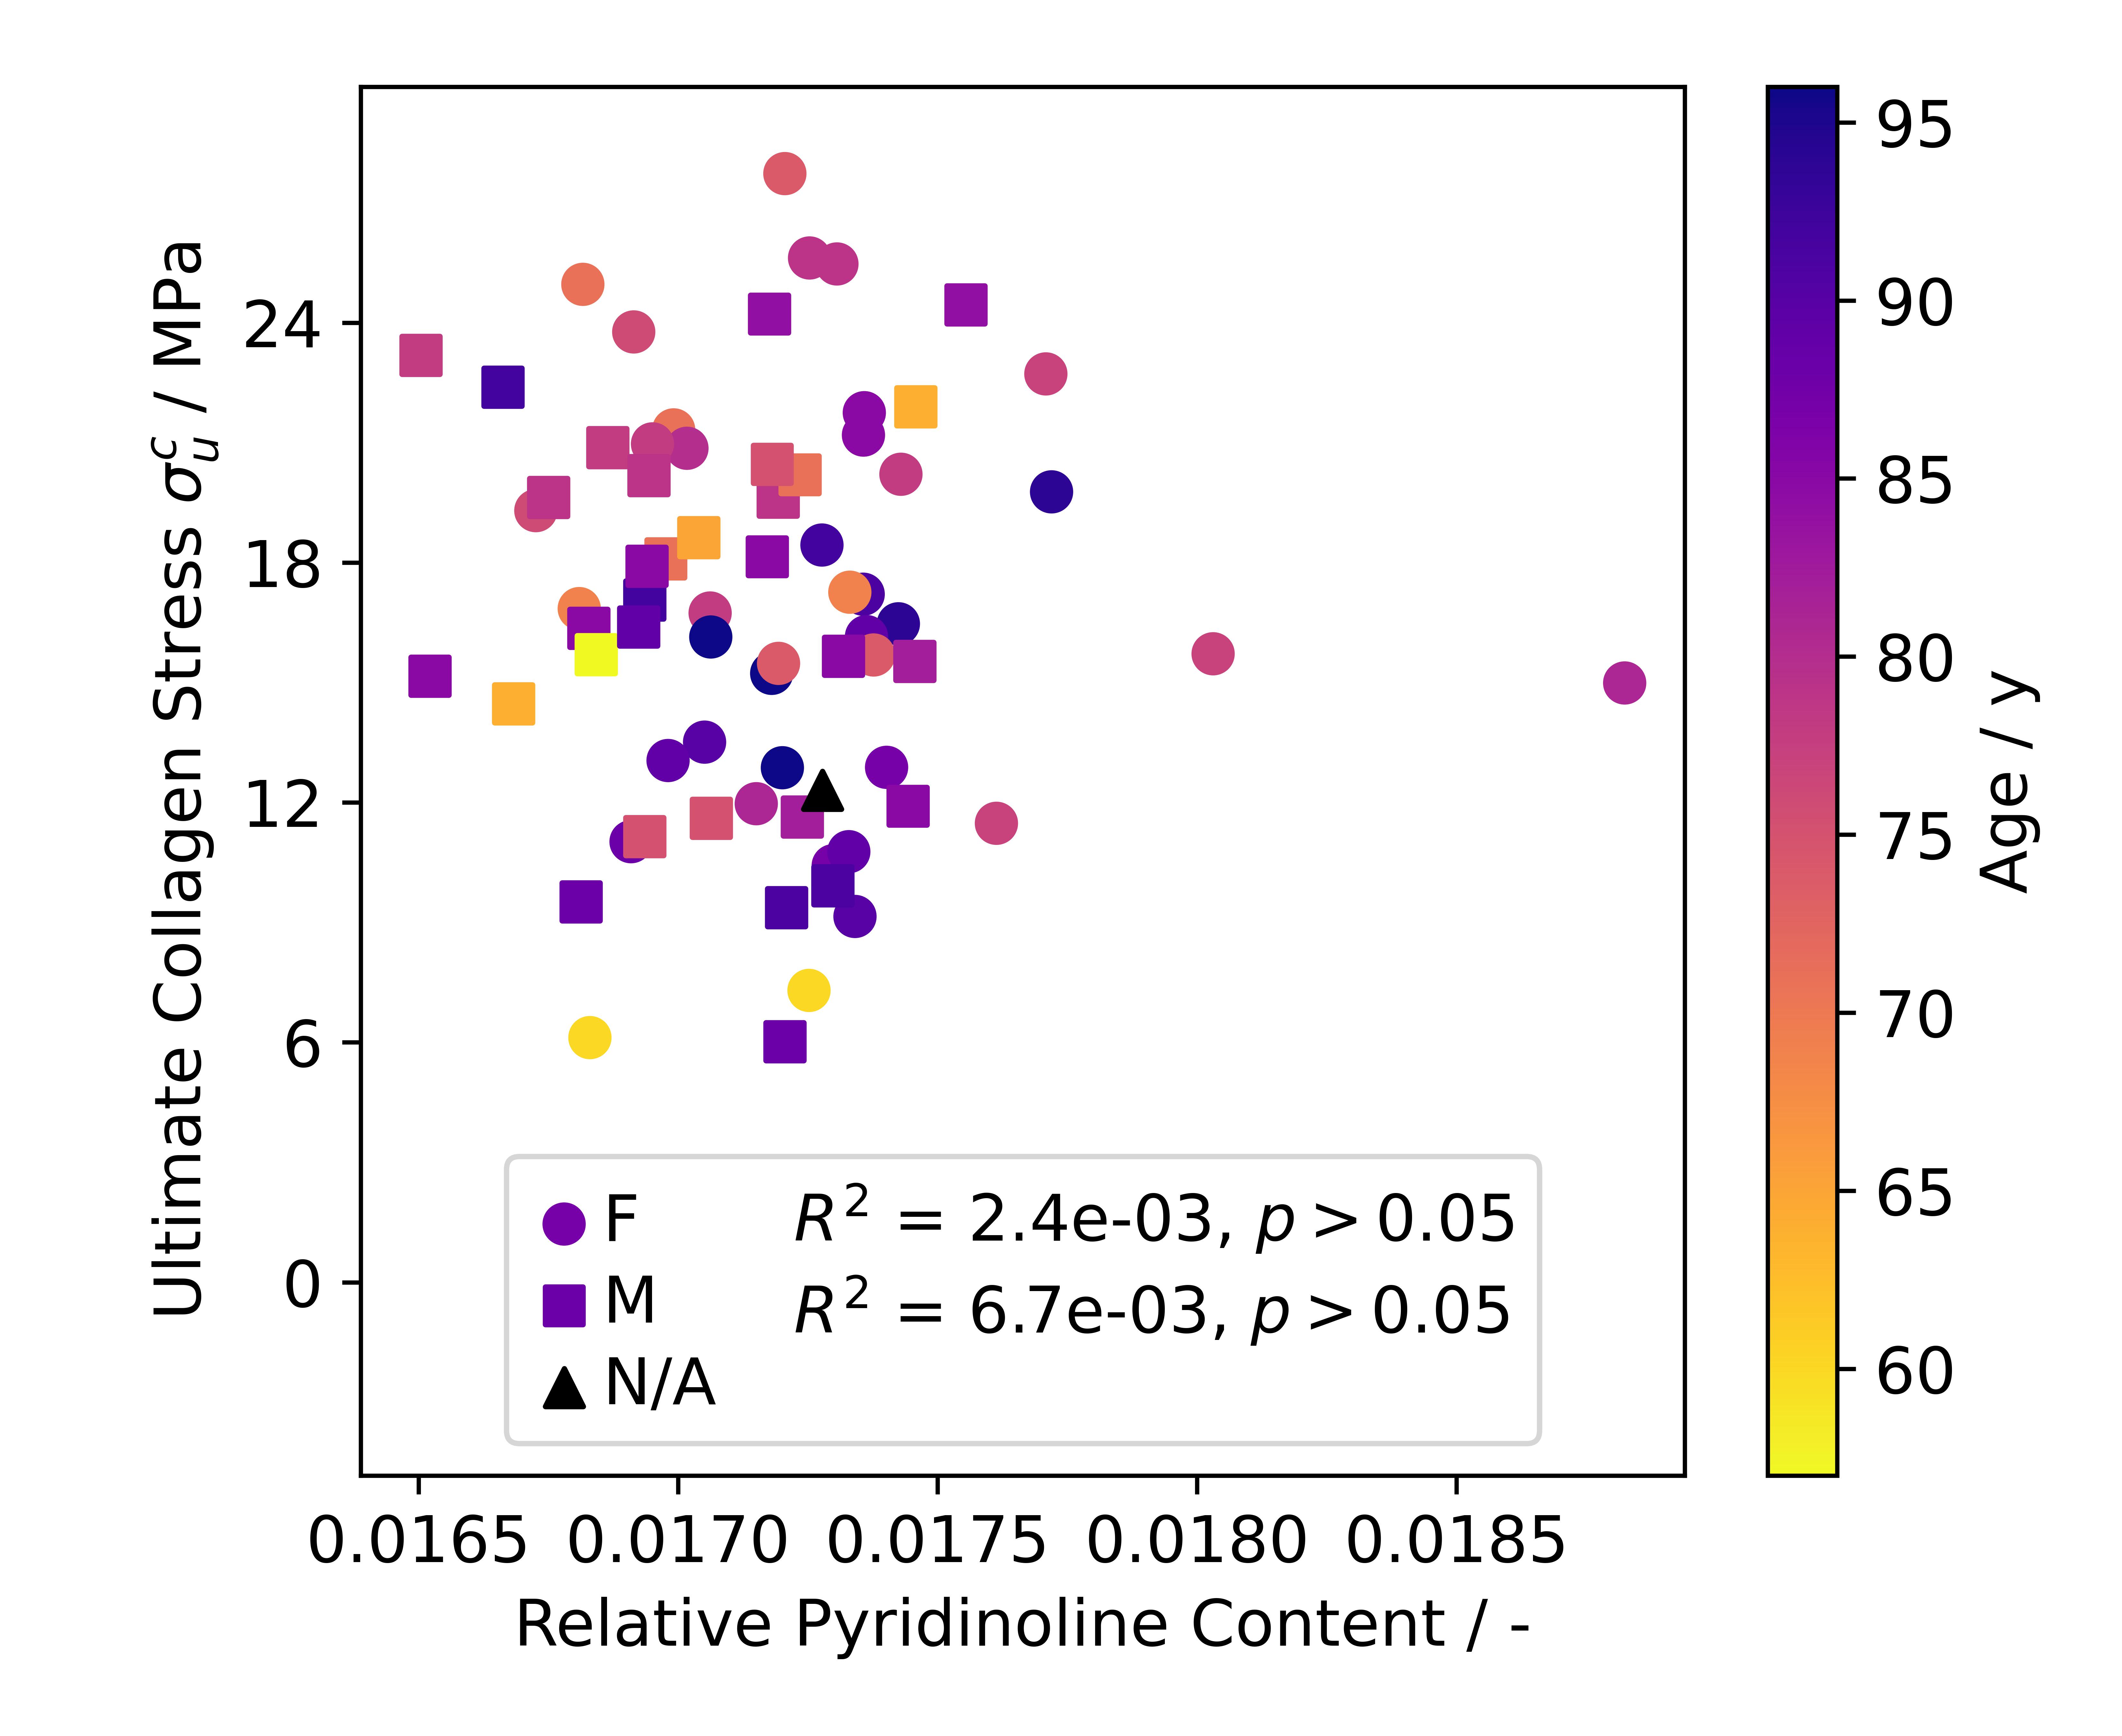 Ultimate Collagen Stress σᶜᵤ / MPa
24
18
12
6
0
F R² = 2.4e-03, p > 0.05
M R² = 6.7e-03, p > 0.05
N/A
0.0165 0.0170 0.0175 0.0180 0.0185
Relative Pyridinoline Content / -
95
90
85
80
75
70
65
60
Age / y